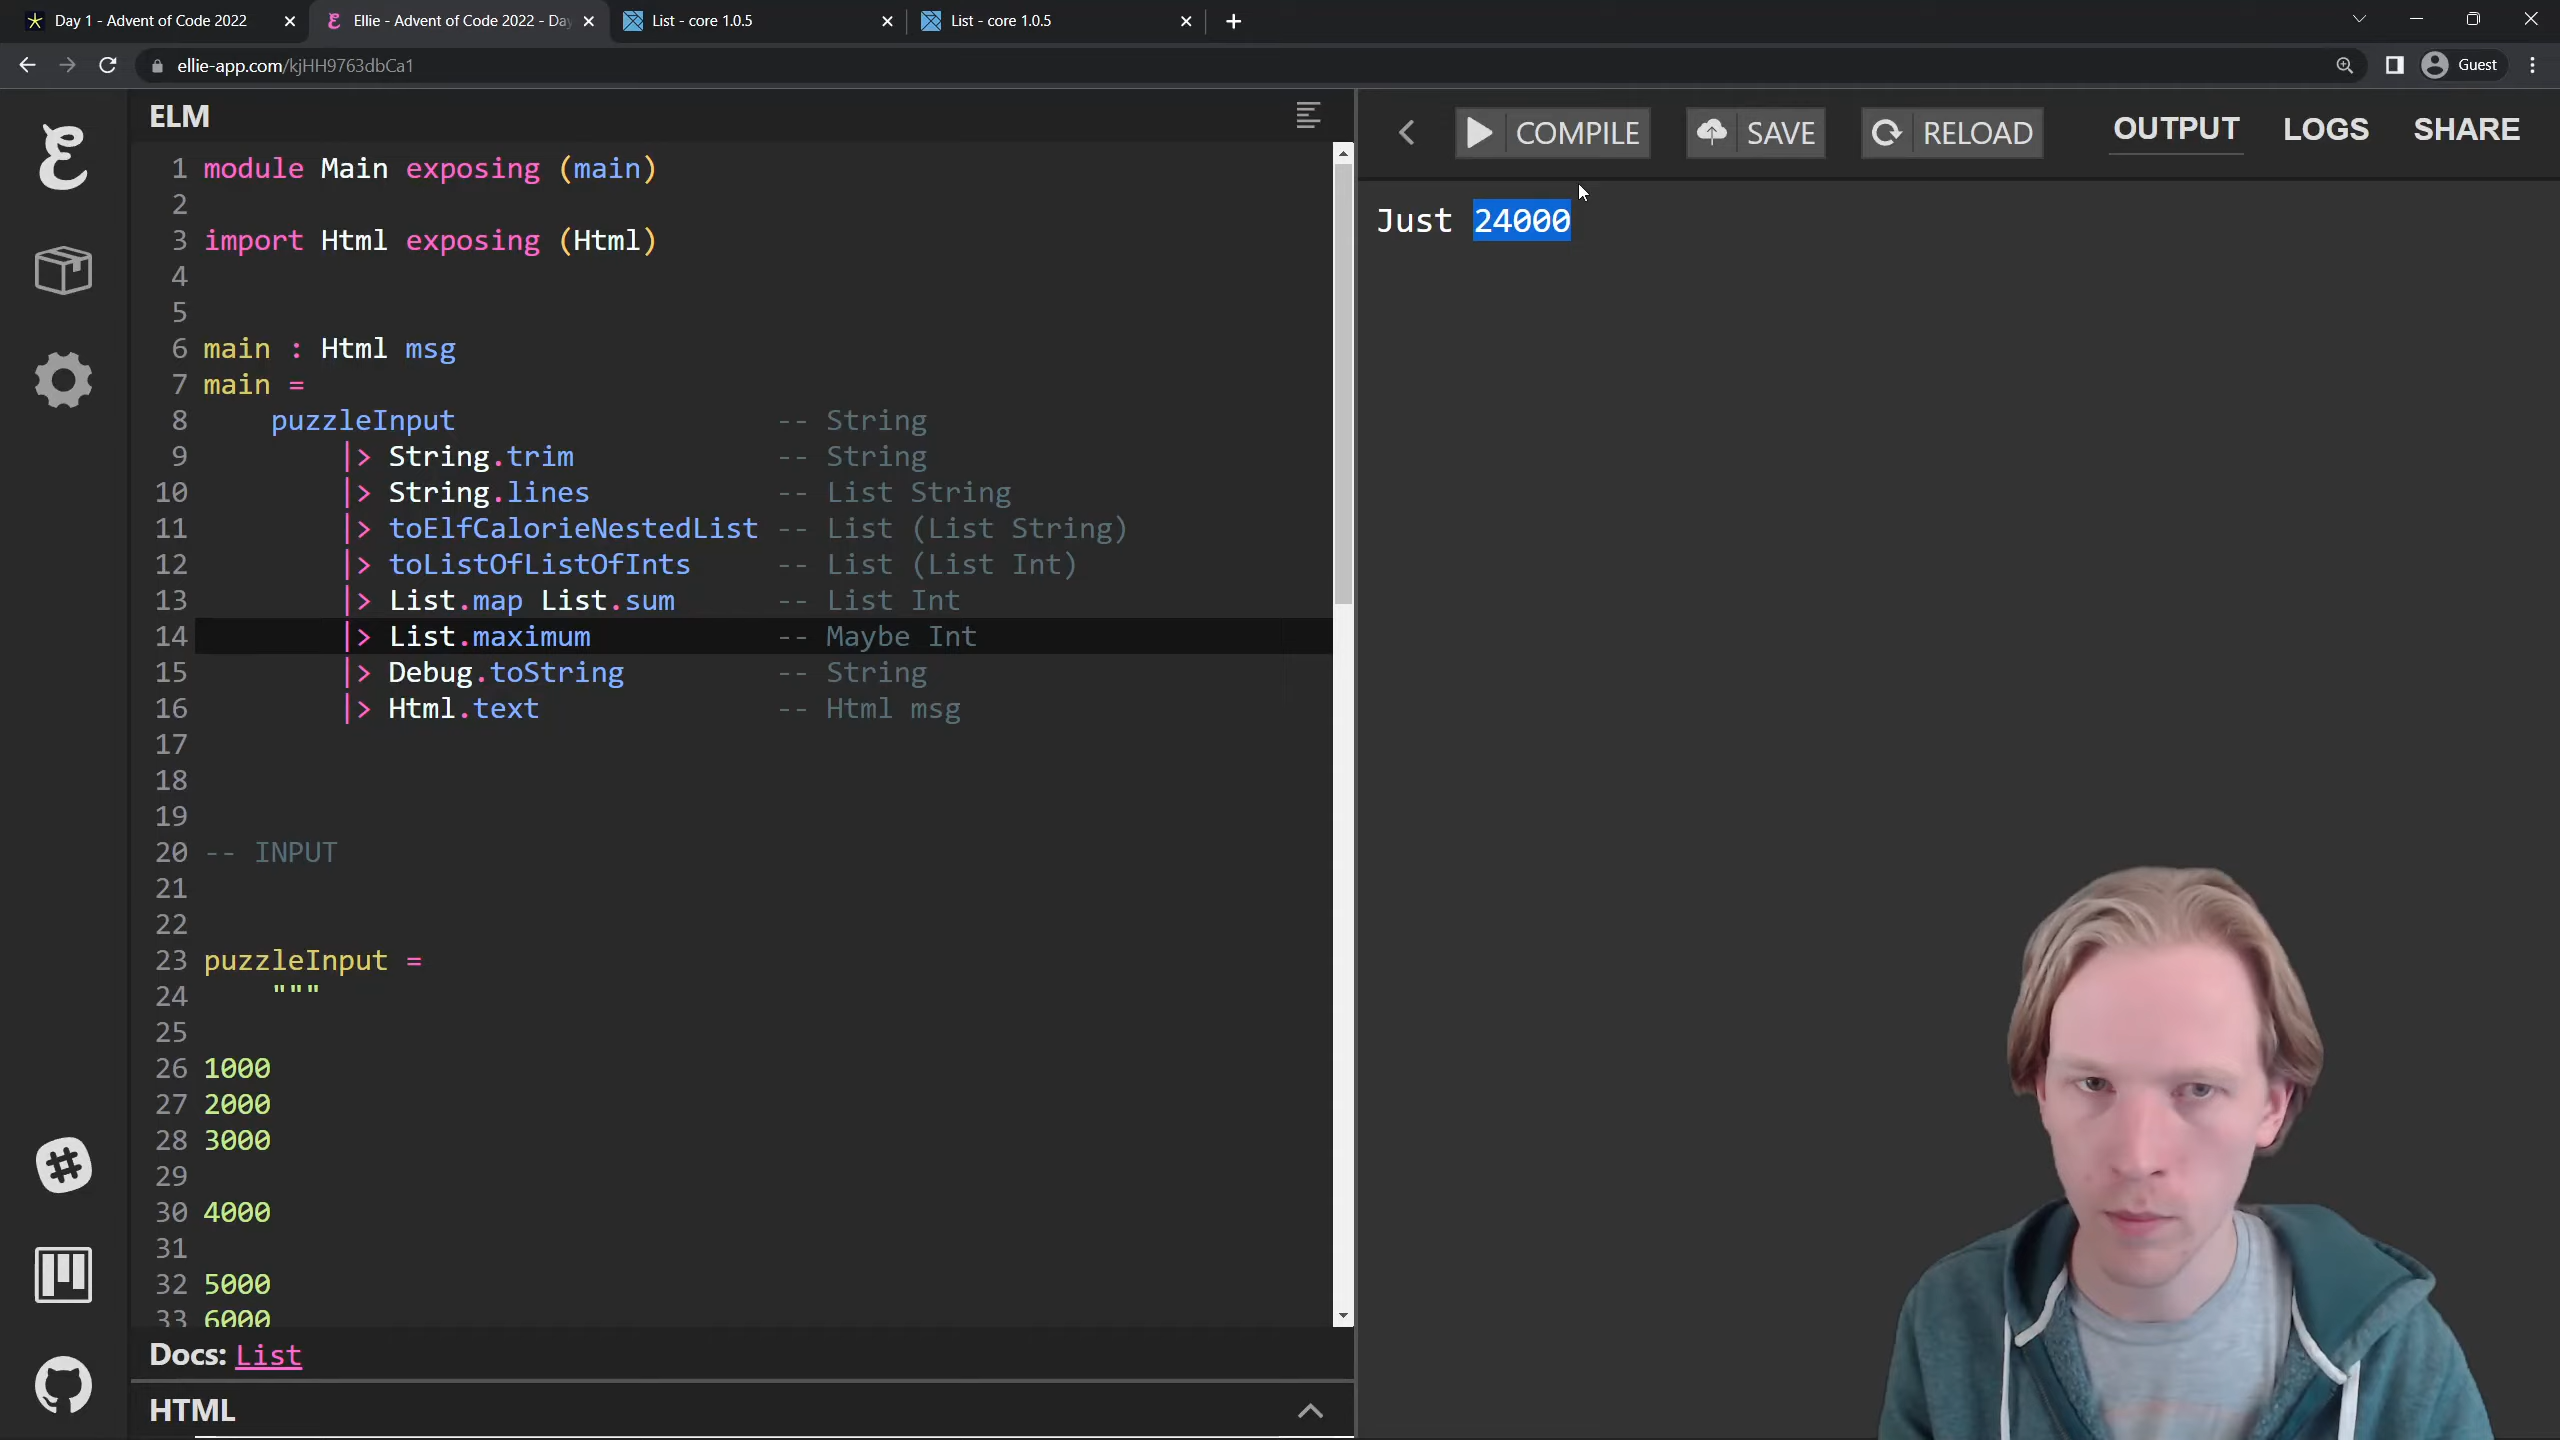 Day 1 - Advent of Code 2022
Ellie - Advent of Code 2022 - Da
List - core 1.0.5
List - core 1.0.5
ellie-app.com/kjHH9763dbCa1
Guest
ELM
COMPILE
SAVE
RELOAD
OUTPUT
LOGS
SHARE
Just 24000
1 module Main exposing (main)
2
3 import Html exposing (Html)
4
5
6 main : Html msg
7 main =
8     puzzleInput                   -- String
9         |> String.trim            -- String
10         |> String.lines           -- List String
11         |> toElfCalorieNestedList -- List (List String)
12         |> toListOfListOfInts     -- List (List Int)
13         |> List.map List.sum      -- List Int
14         |> List.maximum           -- Maybe Int
15         |> Debug.toString         -- String
16         |> Html.text              -- Html msg
17
18
19
20 -- INPUT
21
22
23 puzzleInput =
24     """
25
26 1000
27 2000
28 3000
29
30 4000
31
32 5000
33 6000
Docs: List
HTML